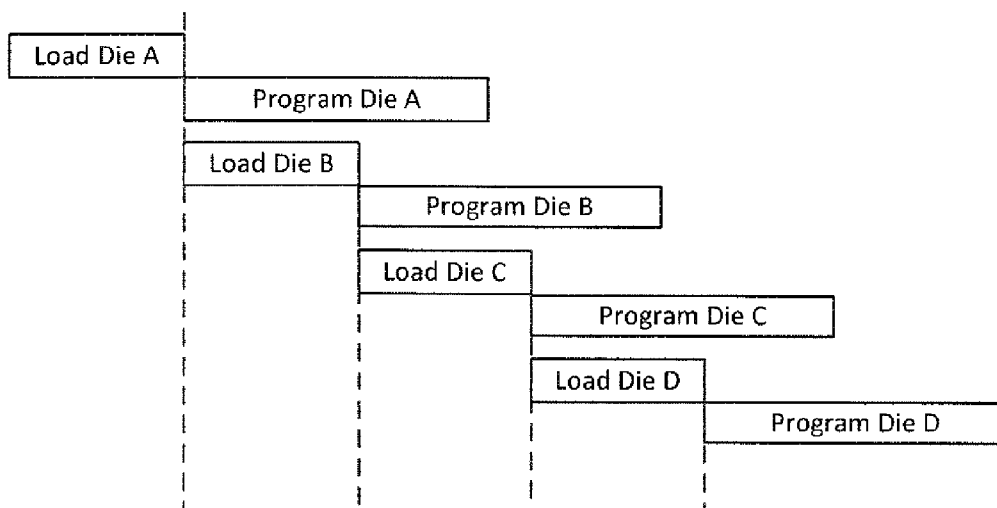 Load Die A
Program Die A
Load Die B
Program Die B
Load Die C
Program Die C
Load Die D
Program Die D